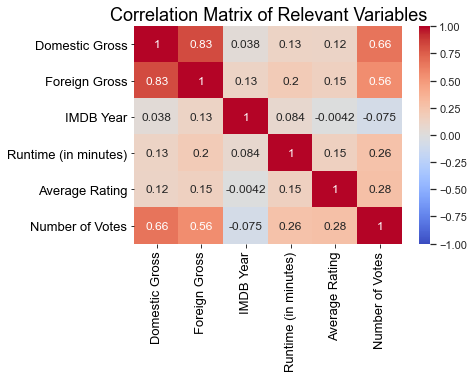 Correlation Matrix of Relevant Variables
Domestic Gross 1 0.83 0.038 0.13 0.12 0.66
Foreign Gross 0.83 1 0.13 0.2 0.15 0.56
IMDB Year 0.038 0.13 1 0.084 -0.0042 -0.075
Runtime (in minutes) 0.13 0.2 0.084 1 0.15 0.26
Average Rating 0.12 0.15 -0.0042 0.15 1 0.28
Number of Votes 0.66 0.56 -0.075 0.26 0.28 1
Domestic Gross
Foreign Gross
IMDB Year
Runtime (in minutes)
Average Rating
Number of Votes
1.00
0.75
0.50
0.25
0.00
−0.25
−0.50
−0.75
−1.00